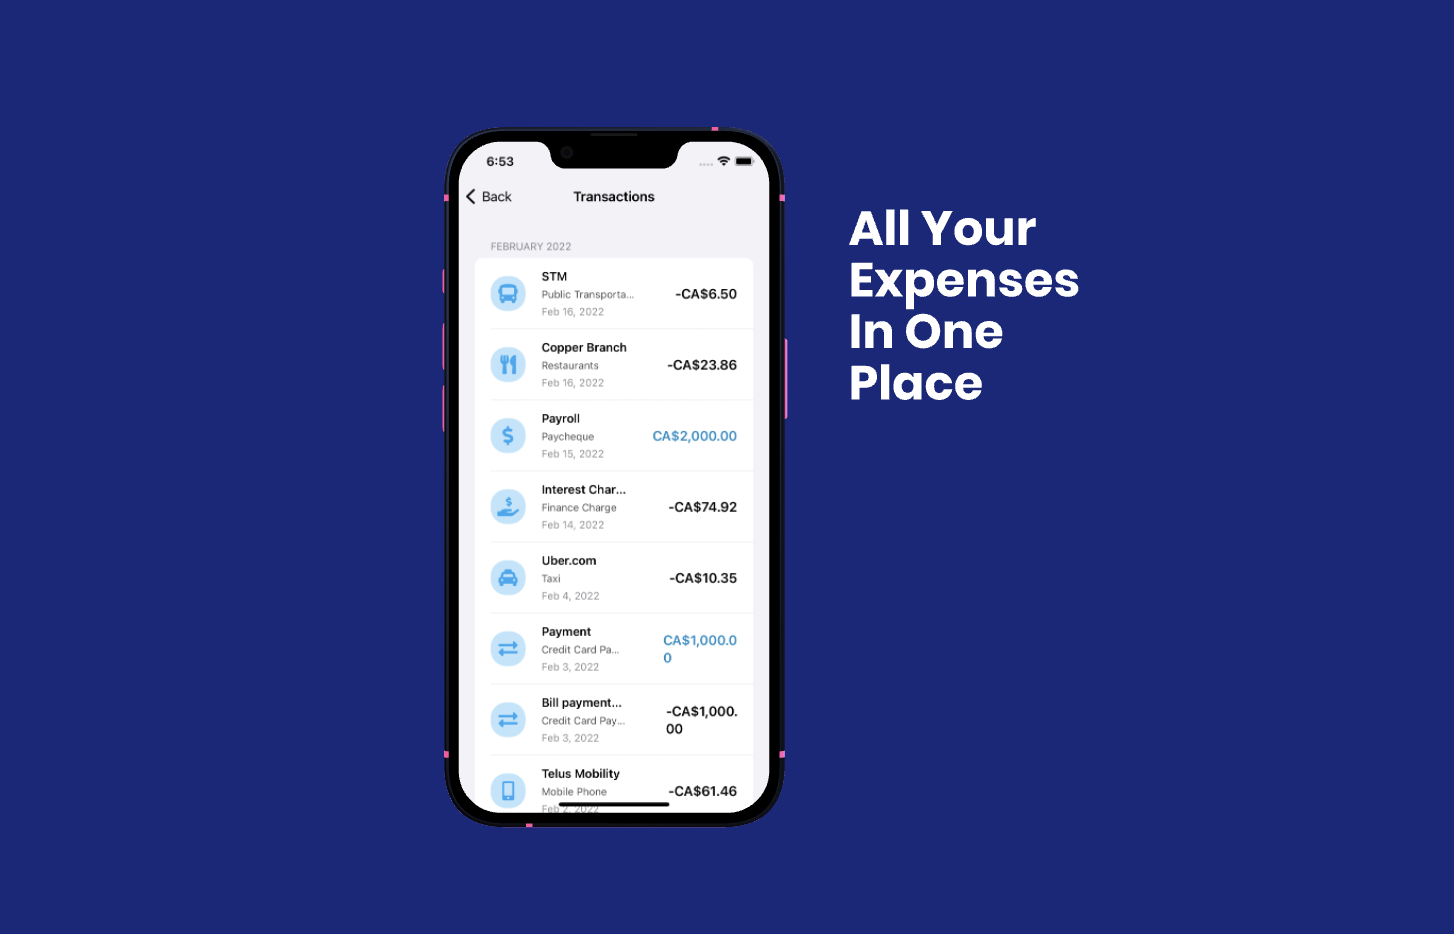 6:53
Back
Transactions
FEBRUARY 2022
STM
Public Transporta...
Feb 16, 2022
-CA$6.50
Copper Branch
Restaurants
Feb 16, 2022
-CA$23.86
Payroll
Paycheque
Feb 15, 2022
CA$2,000.00
Interest Char...
Finance Charge
Feb 14, 2022
-CA$74.92
Uber.com
Taxi
Feb 4, 2022
-CA$10.35
Payment
Credit Card Pa...
Feb 3, 2022
CA$1,000.0
0
Bill payment...
Credit Card Pay...
Feb 3, 2022
-CA$1,000.
00
Telus Mobility
Mobile Phone
Feb 2, 2022
-CA$61.46
All Your
Expenses
In One
Place